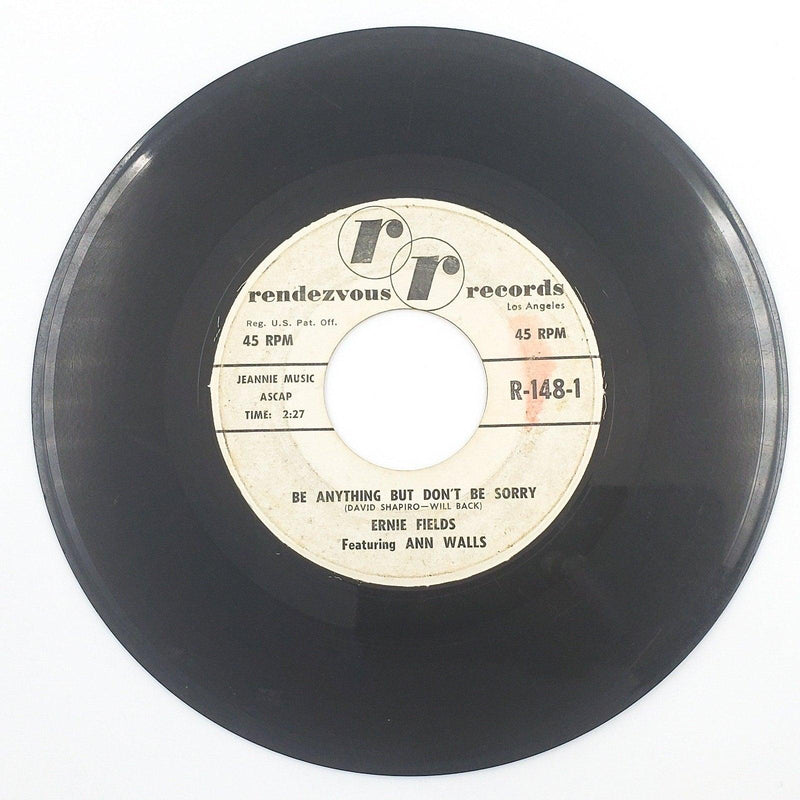 r
r
rendezvous records
Los Angeles
Reg. U.S. Pat. Off.
45 RPM
45 RPM
JEANNIE MUSIC
ASCAP
TIME: 2:27
R-148-1
BE ANYTHING BUT DON'T BE SORRY
(DAVID SHAPIRO—WILL BACK)
ERNIE FIELDS
Featuring ANN WALLS